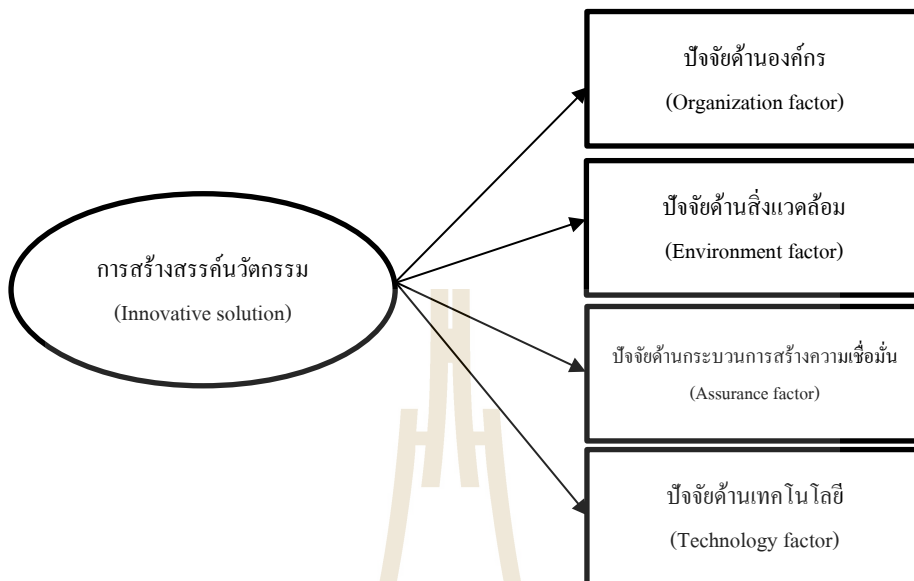 ปัจจัยด้านองค์กร
(Organization factor)
ปัจจัยด้านสิ่งแวดล้อม
(Environment factor)
การสร้างสรรค์นวัตกรรม
(Innovative solution)
ปัจจัยด้านกระบวนการสร้างความเชื่อมั่น
(Assurance factor)
ปัจจัยด้านเทคโนโลยี
(Technology factor)